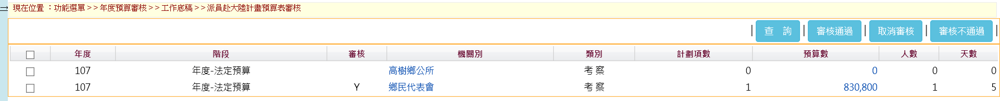 → 現在位置 ：功能選單>>年度預算審核>>工作底稿>>派員赴大陸計畫預算表審核
| 查 詢 | 審核通過 | 取消審核 | 審核不通過 |
年度 階段 審核 機關別 類別 計劃項數 預算數 人數 天數
107 年度-法定預算 高樹鄉公所 考察 0 0 0 0
107 年度-法定預算 Y 鄉民代表會 考察 1 830,800 1 5